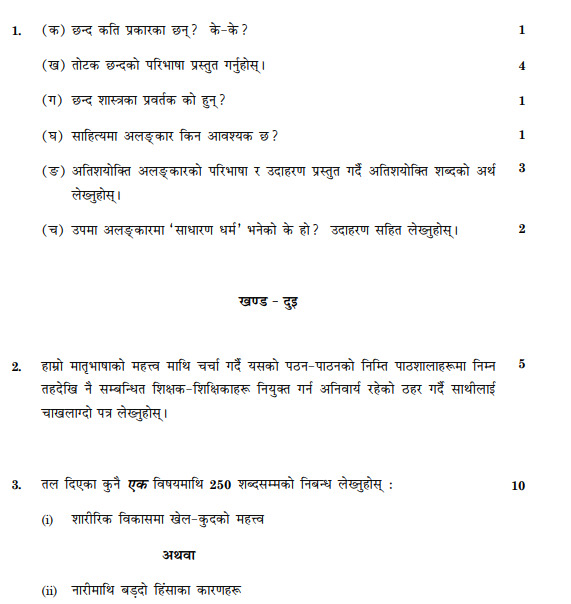 1. (क) छन्द कति प्रकारका छन्? के-के? 1
(ख) तोटक छन्दको परिभाषा प्रस्तुत गर्नुहोस्। 4
(ग) छन्द शास्त्रका प्रवर्तक को हुन्? 1
(घ) साहित्यमा अलङ्कार किन आवश्यक छ? 1
(ङ) अतिशयोक्ति अलङ्कारको परिभाषा र उदाहरण प्रस्तुत गर्दै अतिशयोक्ति शब्दको अर्थ 3
लेख्नुहोस्।
(च) उपमा अलङ्कारमा ‘साधारण धर्म’ भनेको के हो? उदाहरण सहित लेख्नुहोस्। 2
खण्ड - दुइ
2. हाम्रो मातृभाषाको महत्त्व माथि चर्चा गर्दै यसको पठन-पाठनको निम्ति पाठशालाहरूमा निम्न 5
तहदेखि नै सम्बन्धित शिक्षक-शिक्षिकाहरू नियुक्त गर्न अनिवार्य रहेको ठहर गर्दै साथीलाई
चाखलाग्दो पत्र लेख्नुहोस्।
3. तल दिएका कुनै एक विषयमाथि 250 शब्दसम्मको निबन्ध लेख्नुहोस् : 10
(i) शारीरिक विकासमा खेल-कुदको महत्त्व
अथवा
(ii) नारीमाथि बड़दो हिंसाका कारणहरू